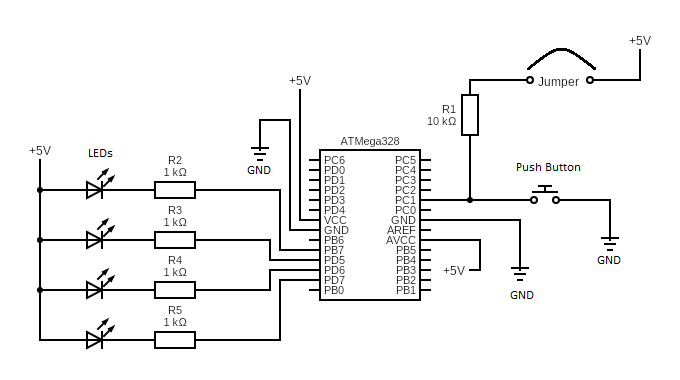 +5V
Jumper
R1
10 kΩ
+5V
ATMega328
+5V
LEDs
R2
1 kΩ
GND
Push Button
PC6
PD0
PD1
PD2
PD3
PD4
VCC
GND
PB6
PB7
PD5
PD6
PD7
PB0
PC5
PC4
PC3
PC2
PC1
PC0
GND
AREF
AVCC
PB5
PB4
PB3
PB2
PB1
R3
1 kΩ
R4
1 kΩ
R5
1 kΩ
+5V
GND
GND